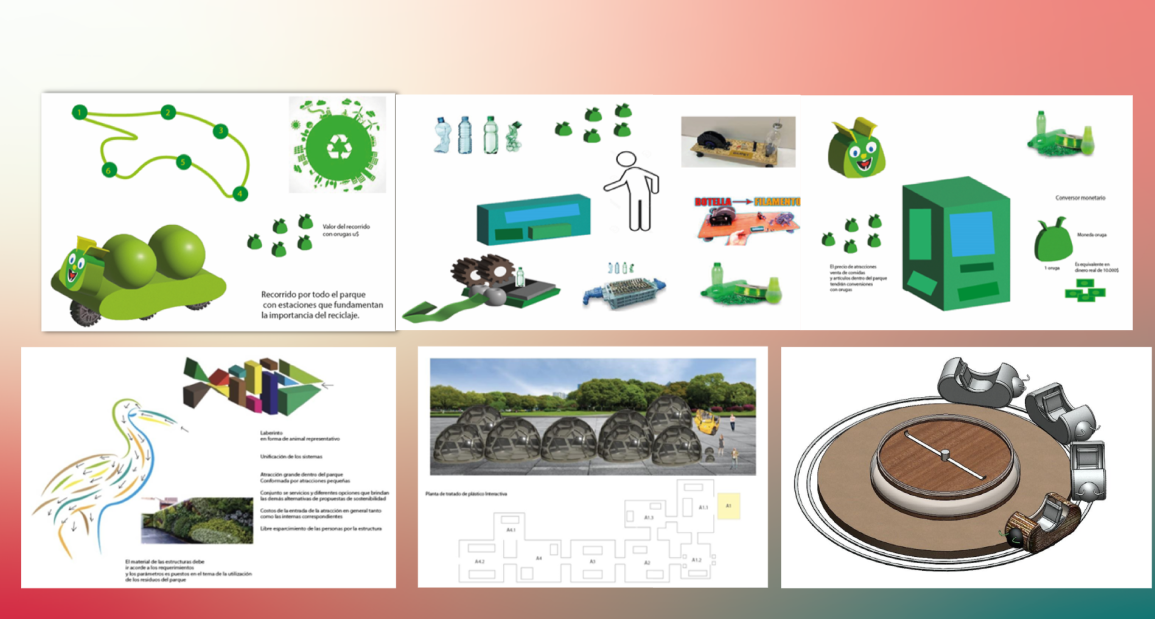 1
2
3
4
5
6
Valor del recorrido
con orugas u$
Recorrido por todo el parque
con estaciones que fundamentan
la importancia del reciclaje.
BOTELLA
FILAMENTO
El precio de atracciones
venta de comidas
y artículos dentro del parque
tendrán conversiones
con orugas
Conversor monetario
Moneda oruga
1 oruga
Es equivalente en
dinero real de 10.000$
Laberinto
en forma de animal representativo
Unificación de los sistemas
Atracción grande dentro del parque
Conformada por atracciones pequeñas
Conjunto se servicios y diferentes opciones que brindan
las demás alternativas de propuestas de sostenibilidad
Costos de la entrada de la atracción en general tanto
como las internas correspondientes
Libre esparcimiento de las personas por la estructura
El material de las estructuras debe
ir acorde a los requerimientos
y los parámetros es puestos en el tema de la utilización
de los residuos del parque
Planta de tratado de plástico Interactiva
A1
A1.1
A1.3
A4.1
A4.2
A4
A3
A2
A1.2